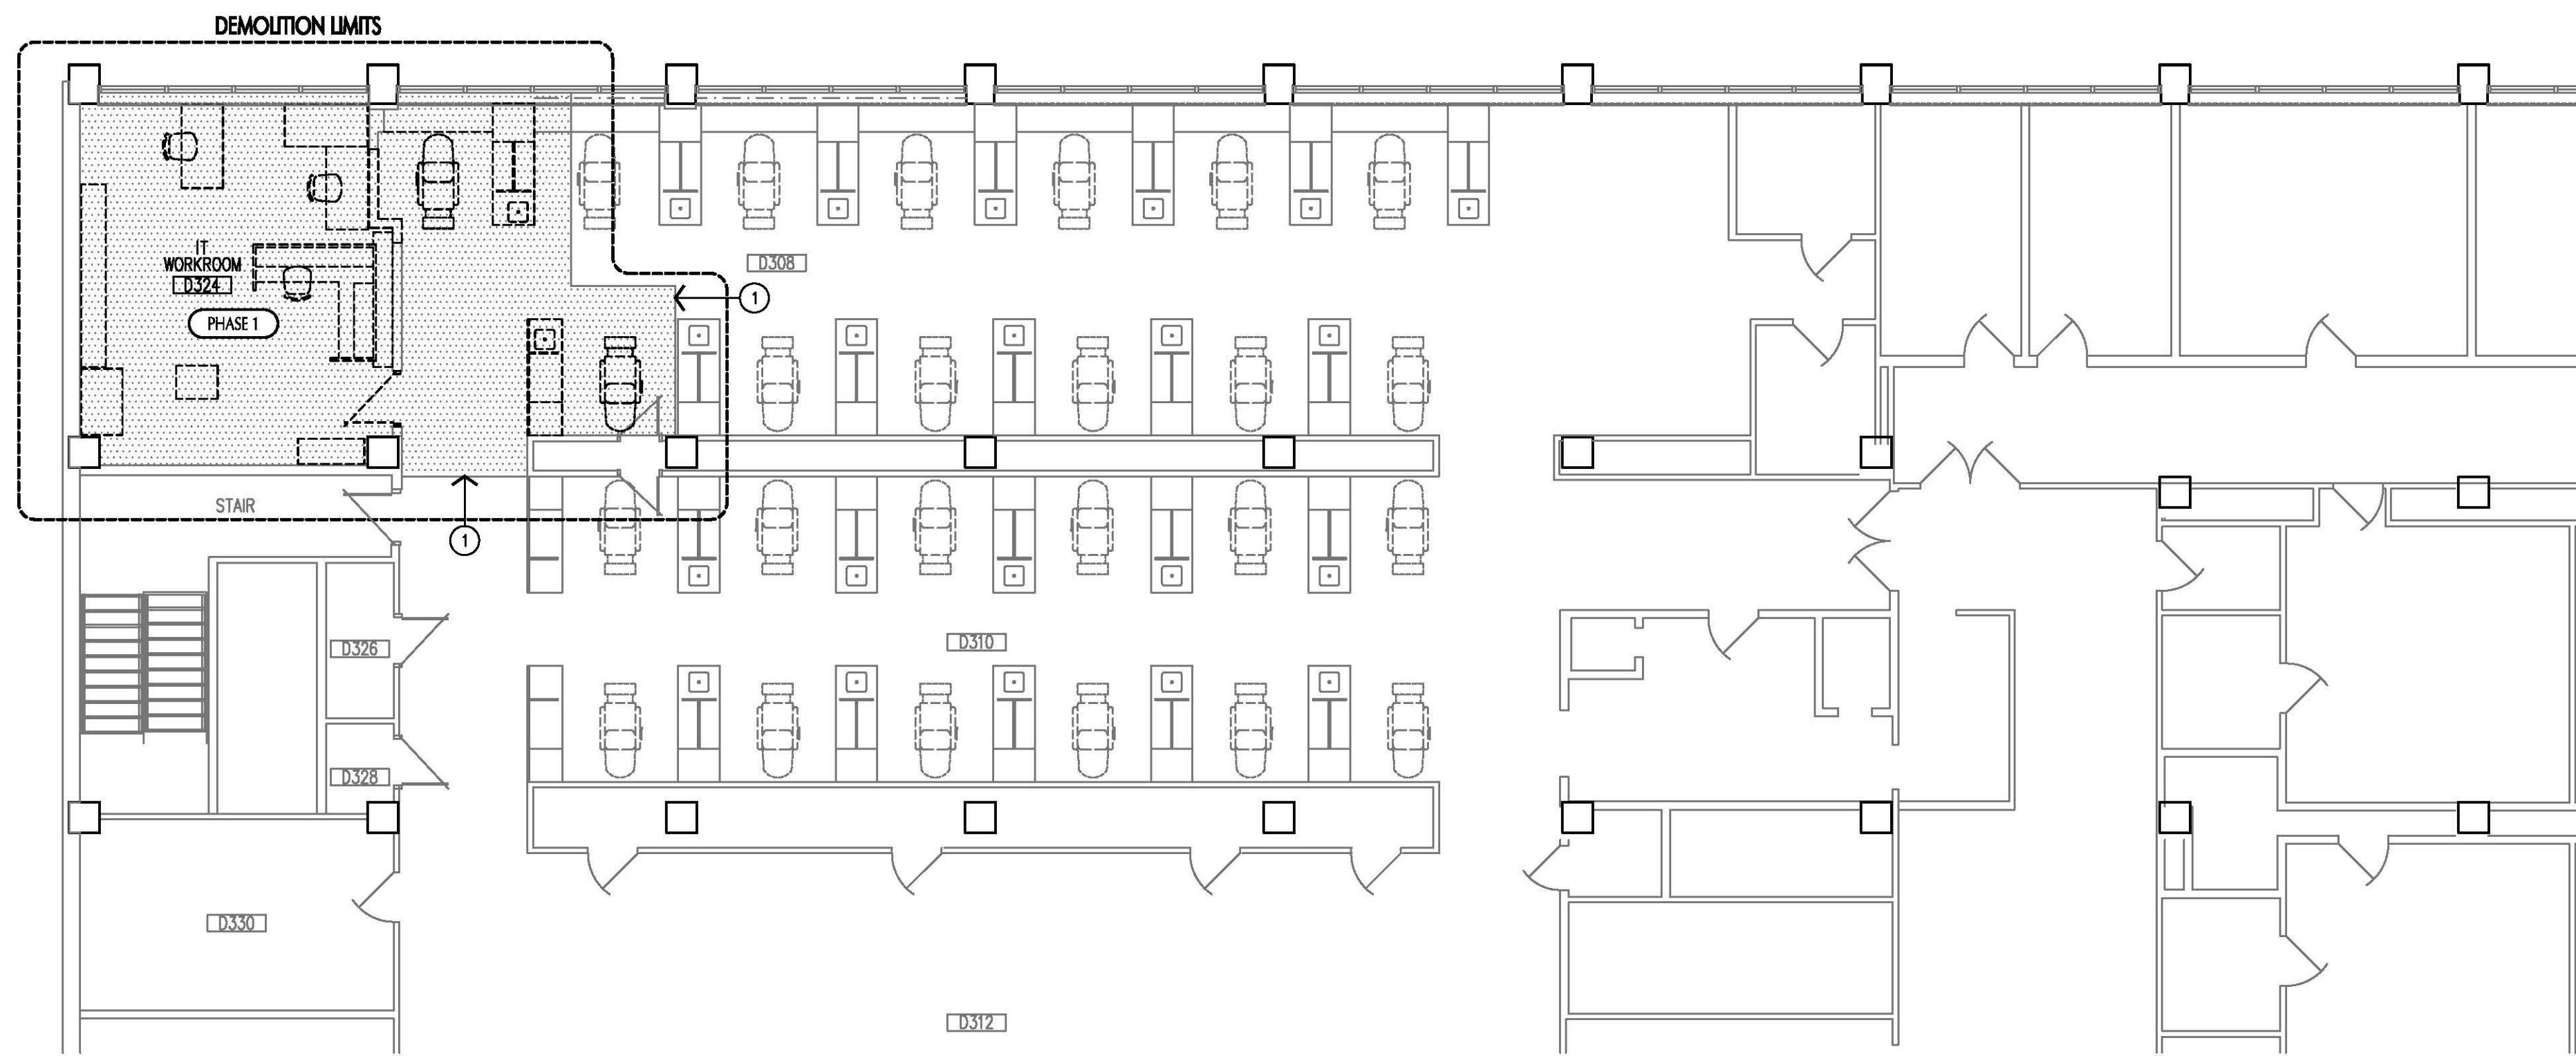 DEMOLITION LIMITS
IT
WORKROOM
D324
PHASE 1
D308
1
STAIR
1
D326
D310
D328
D330
D312